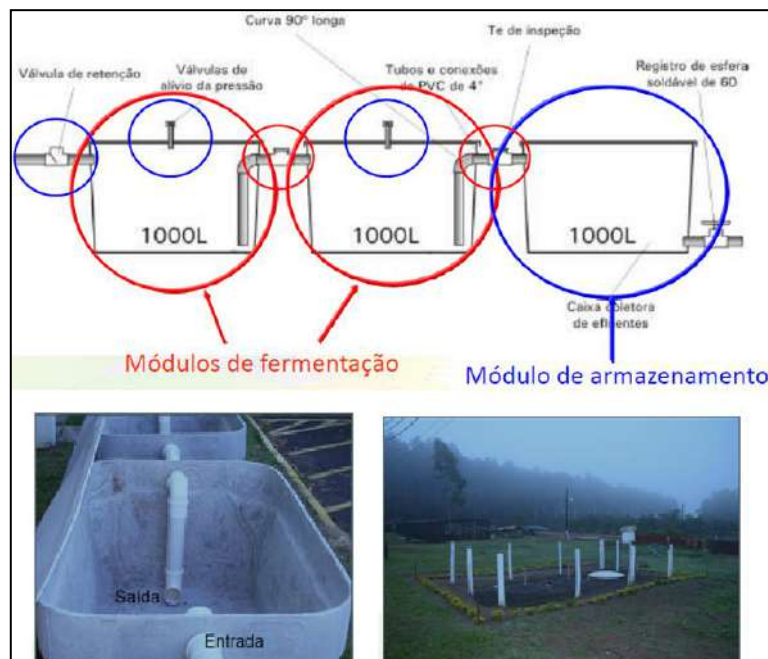 Curva 90º longa
Te de inspeção
Válvula de retenção
Válvulas de
alívio da pressão
Tubos e conexões
de PVC de 4"
Registro de esfera
soldável de 60
1000L
1000L
1000L
Caixa coletora
de efluentes
Módulos de fermentação
Módulo de armazenamento
Saída
Entrada